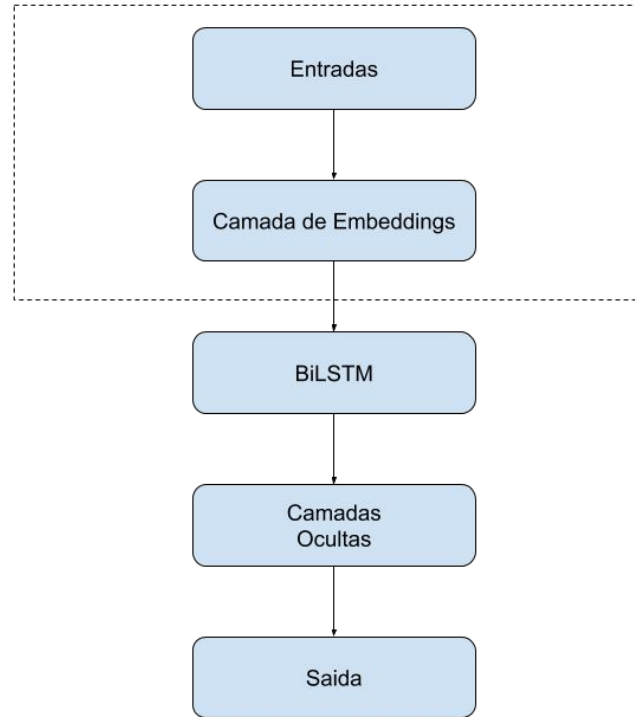 Entradas
Camada de Embeddings
BiLSTM
Camadas
Ocultas
Saida